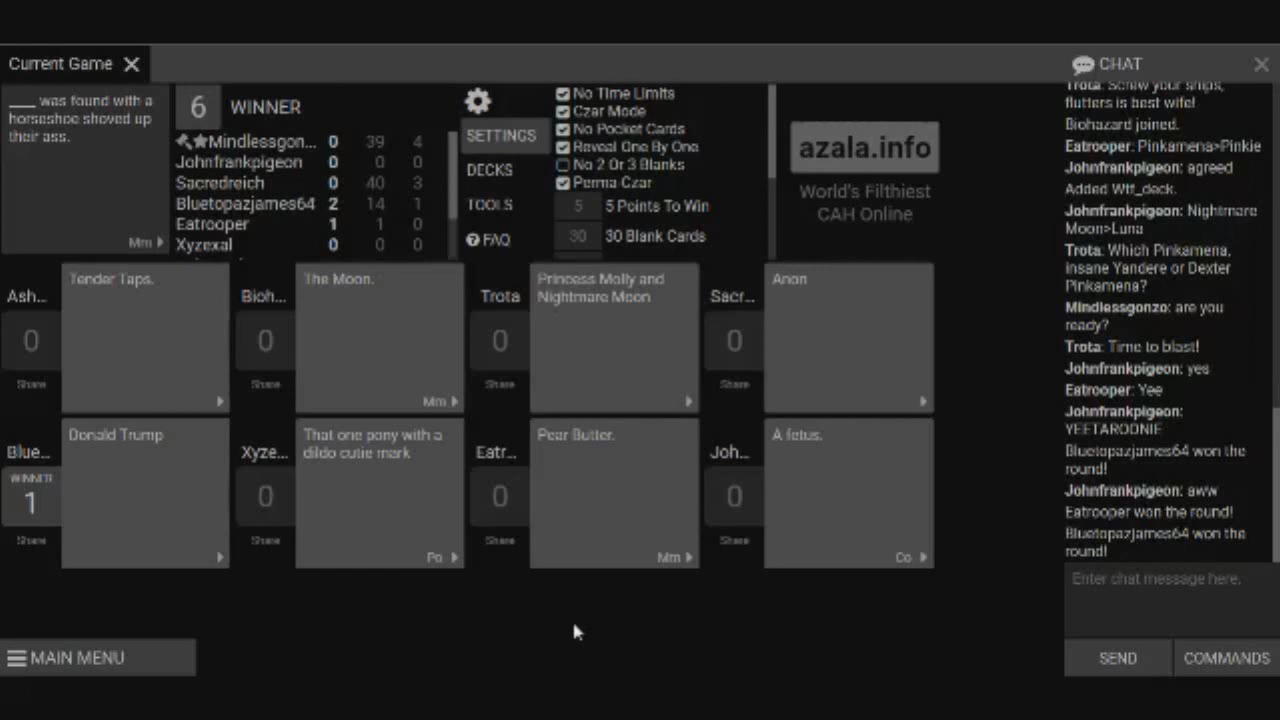 Current Game
CHAT
____ was found with a
horseshoe shoved up
their ass.
Mm
6 WINNER
Mindlessgon... 0 39 4
Johnfrankpigeon 0 0 0
Sacredreich 0 40 3
Bluetopazjames64 2 14 1
Eatrooper 1 1 0
Xyzexal 0 0 0
SETTINGS
DECKS
TOOLS
FAQ
No Time Limits
Czar Mode
No Pocket Cards
Reveal One By One
No 2 Or 3 Blanks
Perma Czar
5 5 Points To Win
30 30 Blank Cards
azala.info
World's Filthiest
CAH Online
Ash...
0
Share
Tender Taps.
Bioh...
0
Share
The Moon.
Mm
Trota
0
Share
Princess Molly and
Nightmare Moon
Sacr...
0
Share
Anon
Blue...
WINNER
1
Share
Donald Trump
Xyze...
0
Share
That one pony with a
dildo cutie mark
Po
Eatr...
0
Share
Pear Butter.
Mm
Joh...
0
Share
A fetus.
Co
Trota: Screw your ships,
flutters is best wife!
Biohazard joined.
Eatrooper: Pinkamena>Pinkie
Johnfrankpigeon: agreed
Added Wtf_deck.
Johnfrankpigeon: Nightmare
Moon>Luna
Trota: Which Pinkamena,
Insane Yandere or Dexter
Pinkamena?
Mindlessgonzo: are you
ready?
Trota: Time to blast!
Johnfrankpigeon: yes
Eatrooper: Yee
Johnfrankpigeon:
YEETAROONIE
Bluetopazjames64 won the
round!
Johnfrankpigeon: aww
Eatrooper won the round!
Bluetopazjames64 won the
round!
Enter chat message here.
SEND
COMMANDS
MAIN MENU